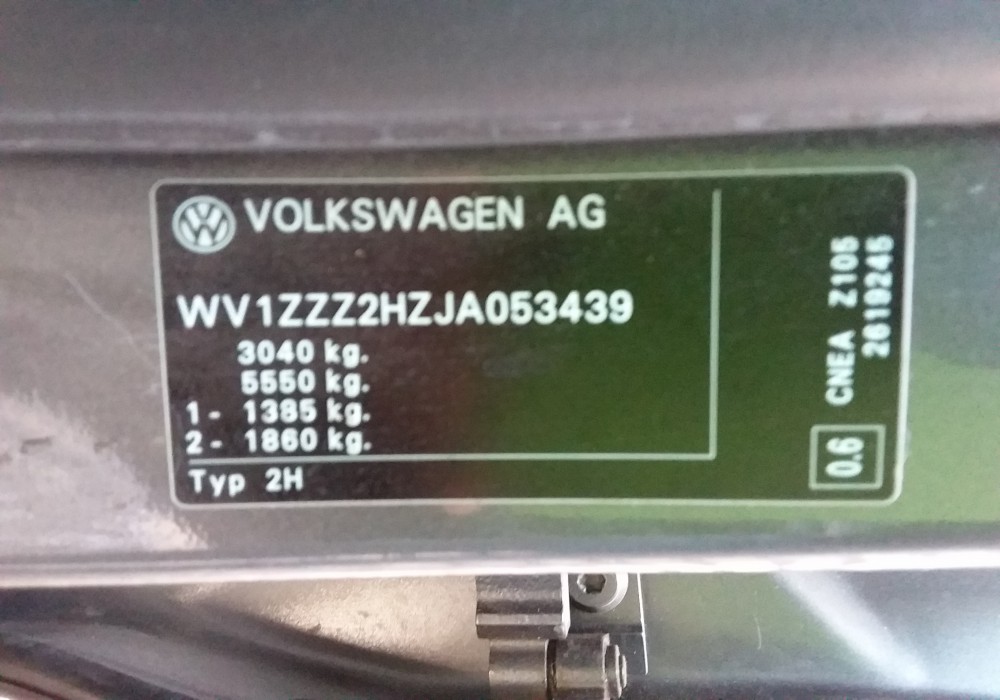 VOLKSWAGEN AG
WV1ZZZ2HZJA053439
3040 kg.
5550 kg.
1- 1385 kg.
2- 1860 kg.
Typ 2H
CNEA Z105
2619245
0.6